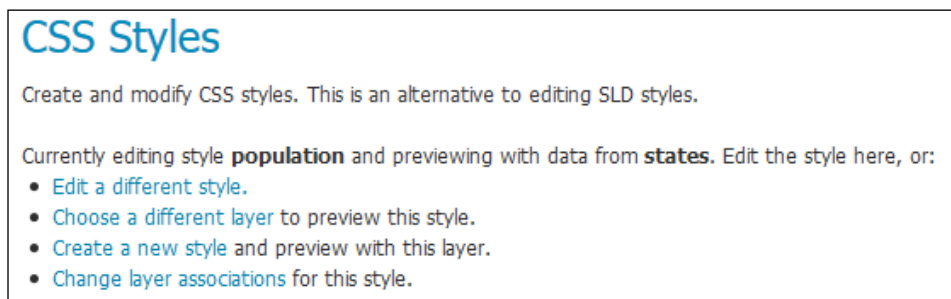 CSS Styles
Create and modify CSS styles. This is an alternative to editing SLD styles.
Currently editing style population and previewing with data from states. Edit the style here, or:
• Edit a different style.
• Choose a different layer to preview this style.
• Create a new style and preview with this layer.
• Change layer associations for this style.